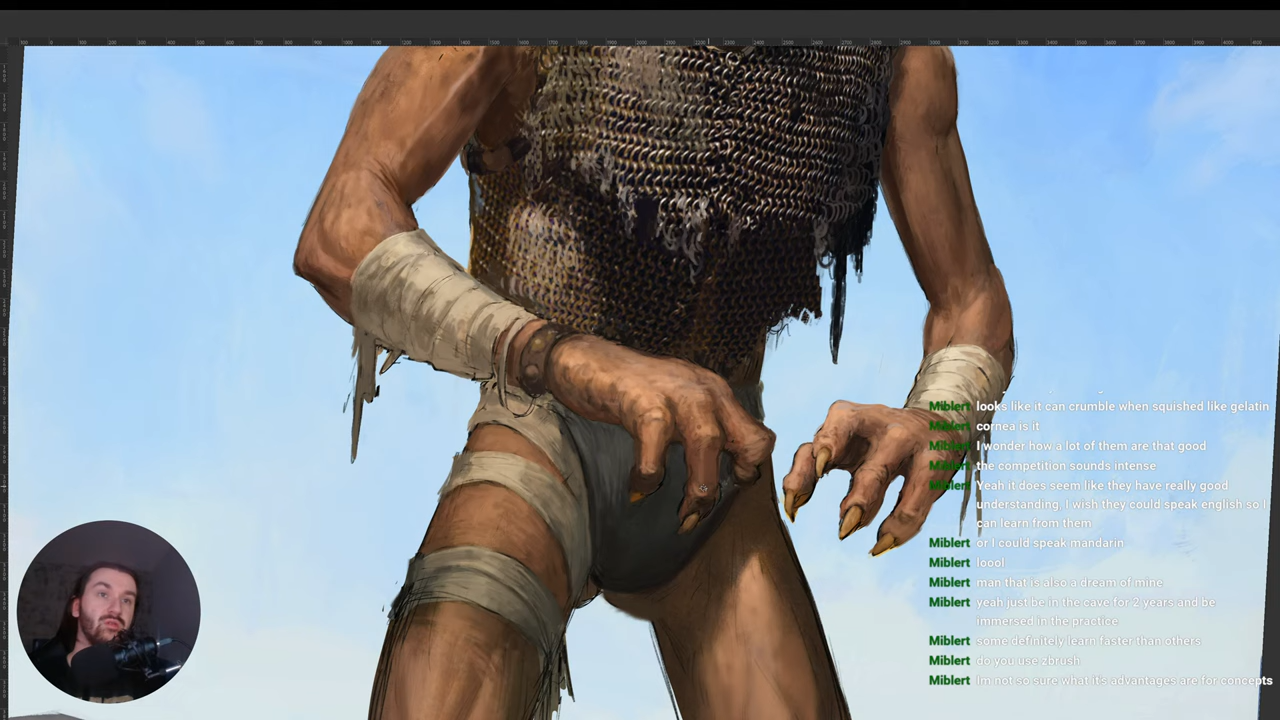 Miblert looks like it can crumble when squished like gelatin
Miblert cornea is it
Miblert I wonder how a lot of them are that good
Miblert the competition sounds intense
Miblert Yeah it does seem like they have really good
understanding, I wish they could speak english so I
can learn from them
Miblert or I could speak mandarin
Miblert loool
Miblert man that is also a dream of mine
Miblert yeah just be in the cave for 2 years and be
immersed in the practice
Miblert some definitely learn faster than others
Miblert do you use zbrush
Miblert Im not so sure what it's advantages are for concepts